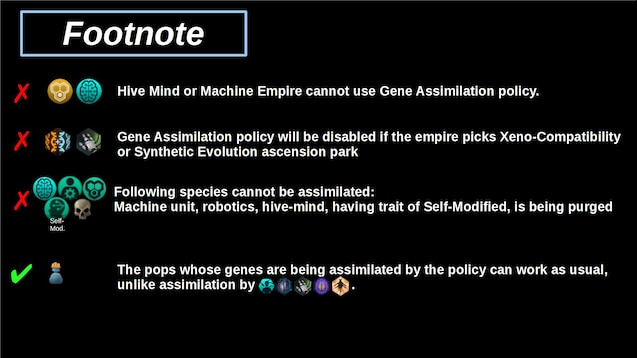 Footnote
Hive Mind or Machine Empire cannot use Gene Assimilation policy.
Gene Assimilation policy will be disabled if the empire picks Xeno-Compatibility
or Synthetic Evolution ascension park
Following species cannot be assimilated:
Machine unit, robotics, hive-mind, having trait of Self-Modified, is being purged
Self-
Mod.
The pops whose genes are being assimilated by the policy can work as usual,
unlike assimilation by .